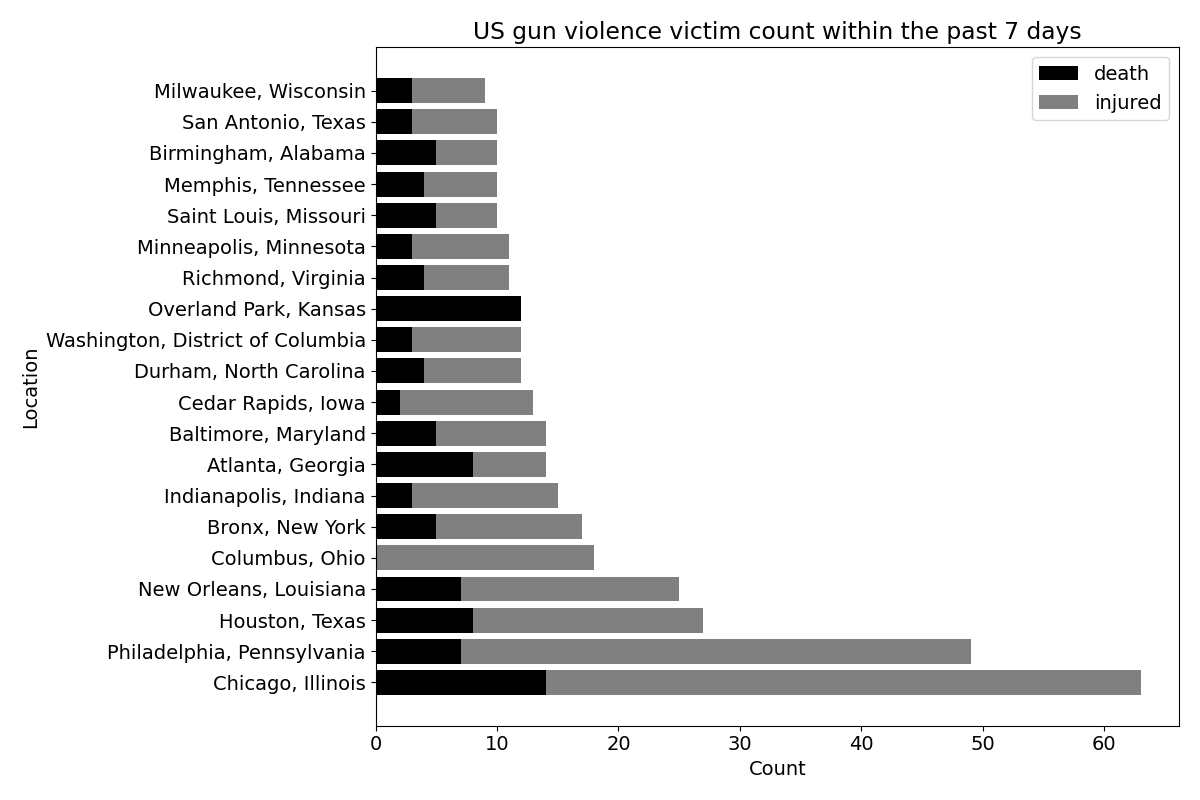 US gun violence victim count within the past 7 days
death
injured
Milwaukee, Wisconsin
San Antonio, Texas
Birmingham, Alabama
Memphis, Tennessee
Saint Louis, Missouri
Minneapolis, Minnesota
Richmond, Virginia
Overland Park, Kansas
Washington, District of Columbia
Durham, North Carolina
Cedar Rapids, Iowa
Baltimore, Maryland
Atlanta, Georgia
Indianapolis, Indiana
Bronx, New York
Columbus, Ohio
New Orleans, Louisiana
Houston, Texas
Philadelphia, Pennsylvania
Chicago, Illinois
Location
0 10 20 30 40 50 60
Count